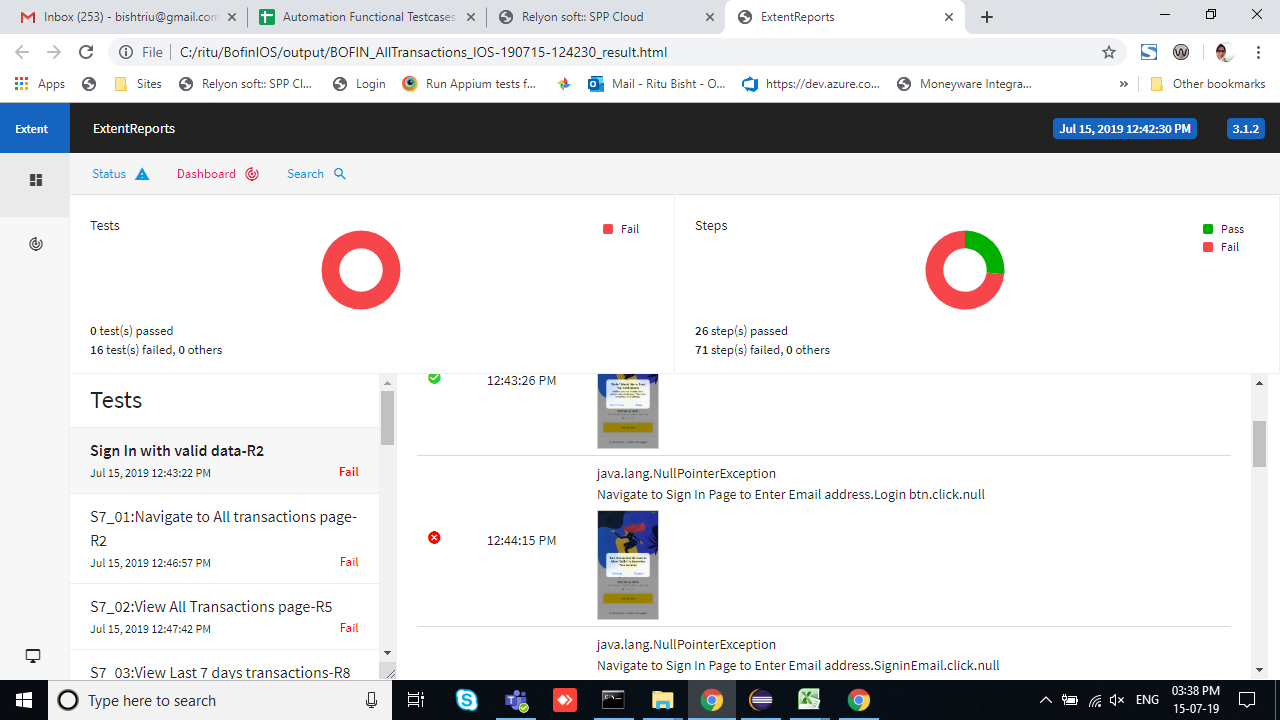 Inbox (253) - bishtriu@gmail.com
Automation Functional Testcases
Relyon soft:: SPP Cloud
ExtentReports
File
C:/ritu/BofinIOS/output/BOFIN_AllTransactions_IOS-190715-124230_result.html
Apps
Sites
Relyon soft:: SPP Cl...
Login
Run Appium tests f...
Mail - Ritu Bisht - O...
https://dev.azure.co...
Moneyware Integra...
»
Other bookmarks
Extent
ExtentReports
Jul 15, 2019 12:42:30 PM
3.1.2
Status
Dashboard
Search
Tests
Fail
0 test(s) passed
16 test(s) failed, 0 others
Steps
Pass
Fail
26 step(s) passed
71 step(s) failed, 0 others
Tests
Sign In with valid data-R2
Jul 15, 2019 12:43:22 PM
Fail
S7_01:Navigate to All transactions page-
R2
Jul 15, 2019 12:46:57 PM
Fail
S7_02:View All Transactions page-R5
Jul 15, 2019 12:47:42 PM
Fail
S7_03:View Last 7 days transactions-R8
12:43:26 PM
java.lang.NullPointerException
Navigate to Sign In Page to Enter Email address.Login btn.click.null
12:44:15 PM
java.lang.NullPointerException
Navigate to Sign In Page to Enter Email address.SigninEmail.click.null
Type here to search
ENG
03:38 PM
15-07-19